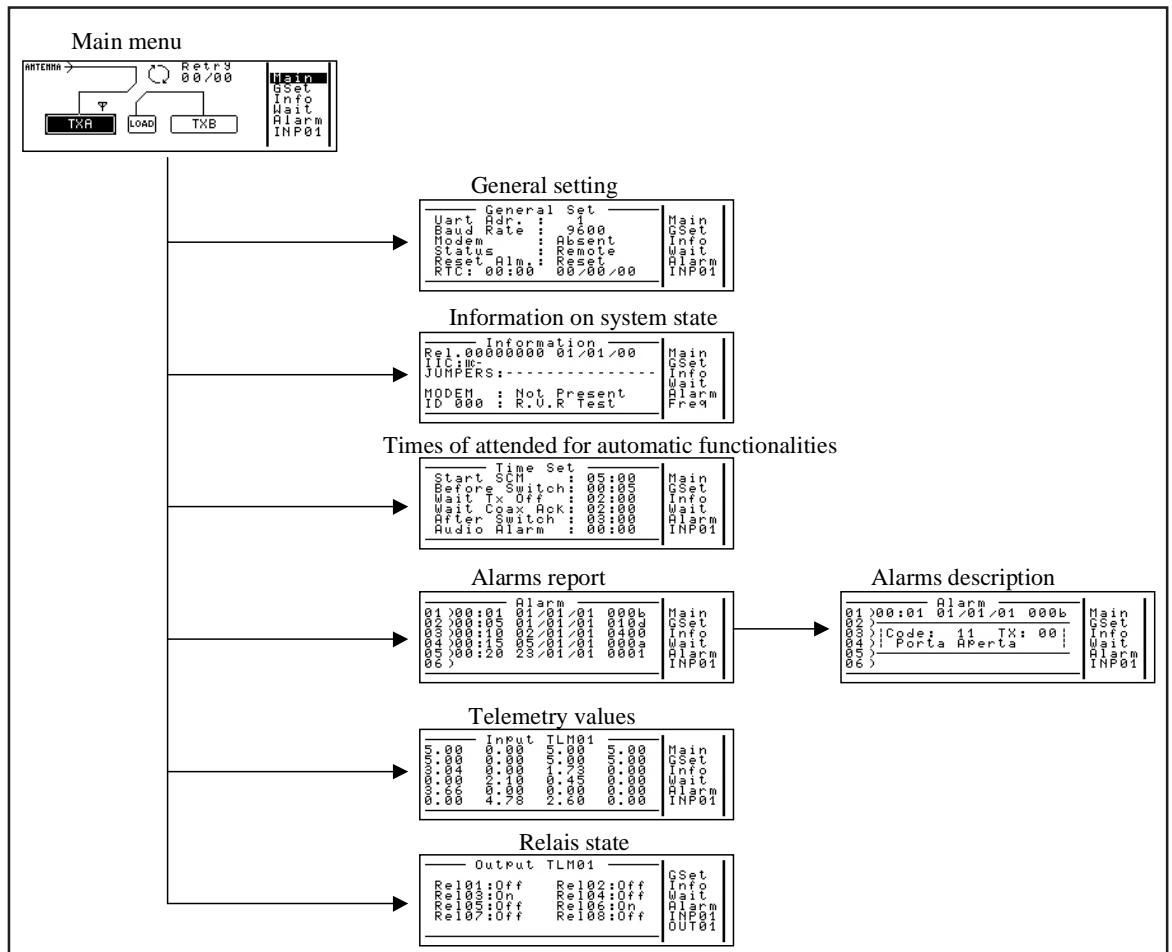 Main menu
ANTENNA
Retry
00/00
TXA
LOAD
TXB
Main
GSet
Info
Wait
Alarm
INP01
General setting
General Set
Uart Adr. : 1
Baud Rate : 9600
Modem : Absent
Status : Remote
Reset Alm.: Reset
RTC: 00:00 00/00/00
Main
GSet
Info
Wait
Alarm
INP01
Information on system state
Information
Rel.00000000 01/01/00
IIC:IIC-
JUMPERS:---------------
MODEM : Not Present
ID 000 : R.V.R Test
Main
GSet
Info
Wait
Alarm
Freq
Times of attended for automatic functionalities
Time Set
Start SCM : 05:00
Before Switch: 00:05
Wait Tx Off : 02:00
Wait Coax Ack: 02:00
After Switch : 03:00
Audio Alarm : 00:00
Main
GSet
Info
Wait
Alarm
INP01
Alarms report
Alarm
01)00:01 01/01/01 000b
02)00:05 01/01/01 010d
03)00:10 02/01/01 0400
04)00:15 05/01/01 000a
05)00:20 23/01/01 0001
06)
Main
GSet
Info
Wait
Alarm
INP01
Alarms description
Alarm
01)00:01 01/01/01 000b
02)
03)|Code: 11 TX: 00|
04)| Porta Aperta |
05)
06)
Main
GSet
Info
Wait
Alarm
INP01
Telemetry values
Input TLM01
5.00 0.00 5.00 5.00
5.00 0.00 5.00 5.00
3.04 0.00 1.73 0.00
0.00 2.10 0.45 0.00
3.66 0.00 0.00 0.00
0.00 4.78 2.60 0.00
Main
GSet
Info
Wait
Alarm
INP01
Relais state
Output TLM01
Rel01:Off Rel02:Off
Rel03:On Rel04:Off
Rel05:Off Rel06:On
Rel07:Off Rel08:Off
GSet
Info
Wait
Alarm
INP01
OUT01